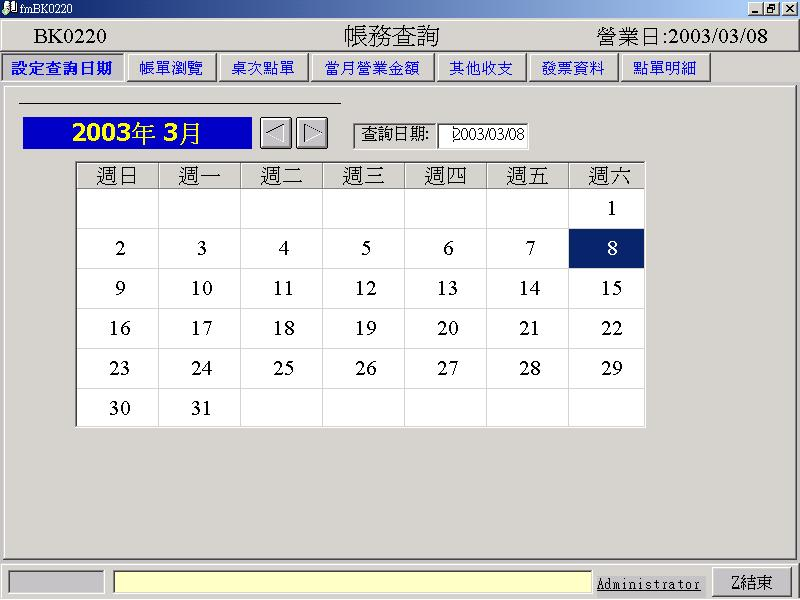 fmBK0220
BK0220 帳務查詢 營業日:2003/03/08
設定查詢日期 帳單瀏覽 桌次點單 當月營業金額 其他收支 發票資料 點單明細
2003年 3月 查詢日期: 2003/03/08
週日 週一 週二 週三 週四 週五 週六
1
2 3 4 5 6 7 8
9 10 11 12 13 14 15
16 17 18 19 20 21 22
23 24 25 26 27 28 29
30 31
Administrator Z結束